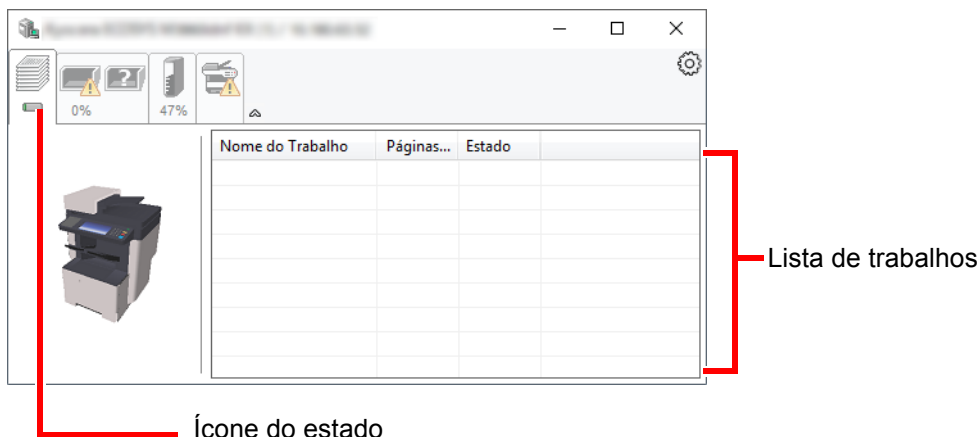 0%
47%
Nome do Trabalho Páginas... Estado
Lista de trabalhos
Ícone do estado